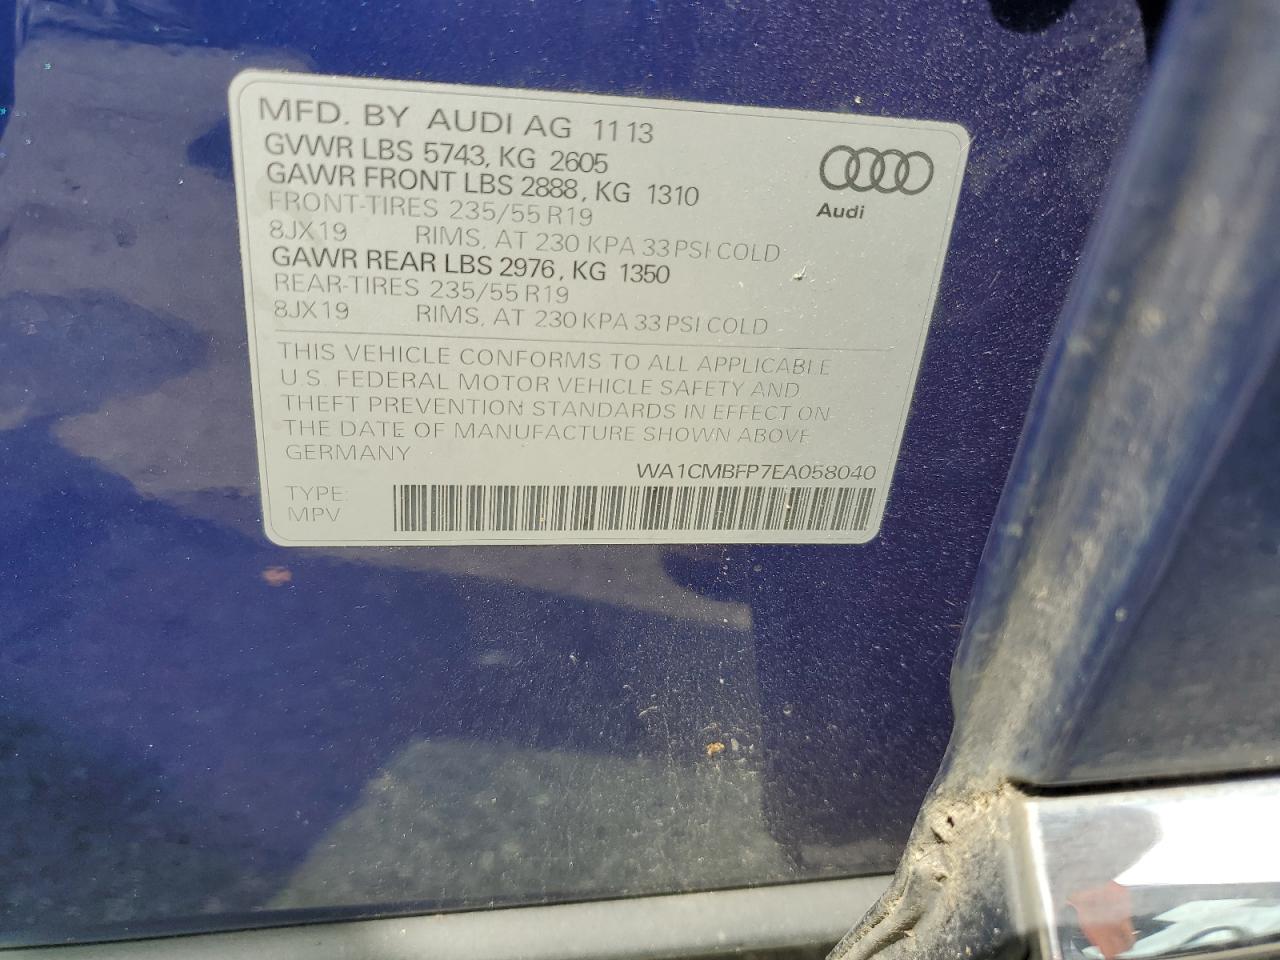 MFD. BY AUDI AG 11 13
GVWR LBS 5743, KG 2605
GAWR FRONT LBS 2888, KG 1310
FRONT-TIRES 235/55 R19
8JX19 RIMS, AT 230 KPA 33 PSI COLD
GAWR REAR LBS 2976, KG 1350
REAR-TIRES 235/55 R19
8JX19 RIMS, AT 230 KPA 33 PSI COLD
Audi
THIS VEHICLE CONFORMS TO ALL APPLICABLE
U.S. FEDERAL MOTOR VEHICLE SAFETY AND
THEFT PREVENTION STANDARDS IN EFFECT ON
THE DATE OF MANUFACTURE SHOWN ABOVE
GERMANY
WA1CMBFP7EA058040
TYPE:
MPV